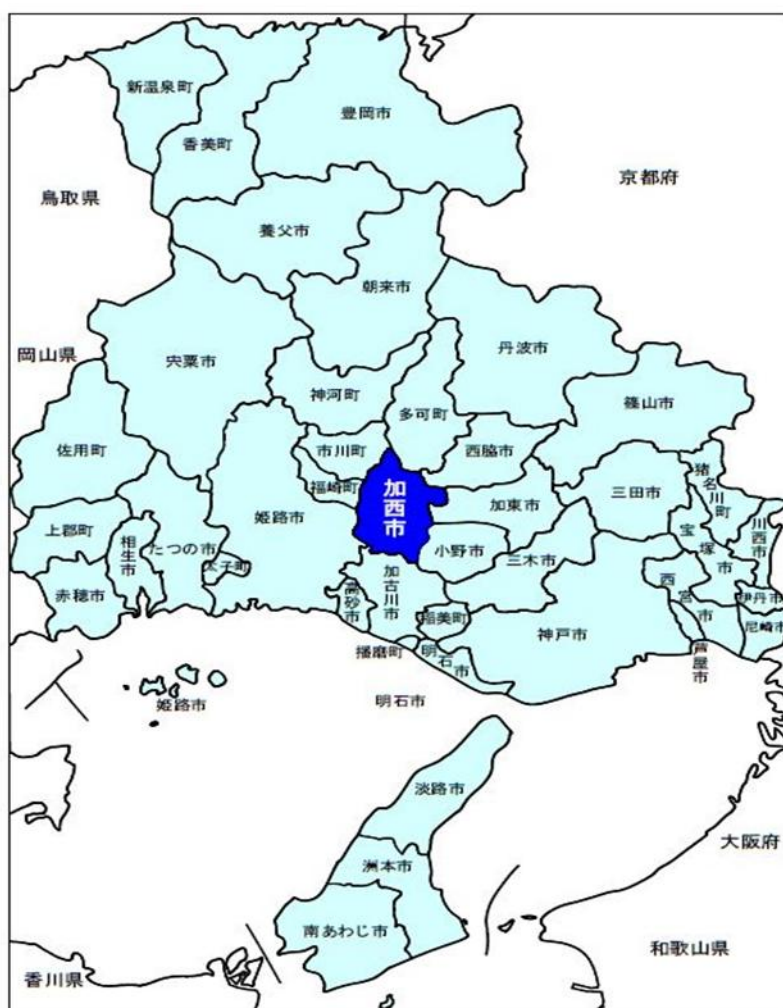 新温泉町
豊岡市
香美町
京都府
鳥取県
養父市
朝来市
丹波市
岡山県
宍粟市
神河町
多可町
篠山市
佐用町
市川町
西脇市
猪名川町
福崎町
加西市
加東市
三田市
姫路市
上郡町
相生市
たつの市
太子町
小野市
三木市
宝塚市
川西市
赤穂市
高砂市
加古川市
稲美町
神戸市
西宮市
伊丹市
尼崎市
播磨町
明石市
芦屋市
姫路市
明石市
淡路市
大阪府
洲本市
南あわじ市
和歌山県
香川県